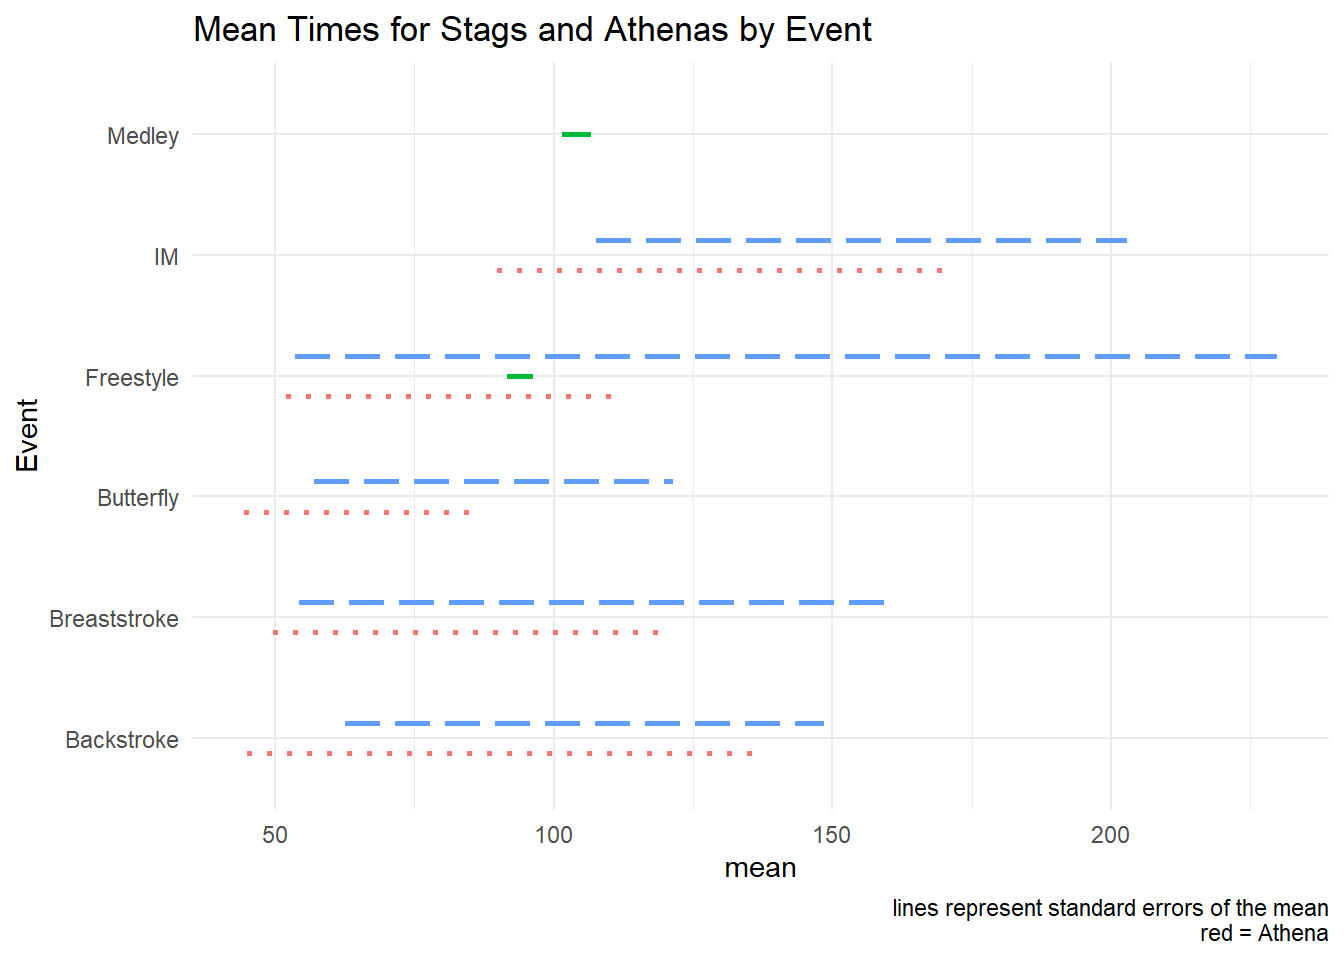 Mean Times for Stags and Athenas by Event
Medley
IM
Freestyle
Butterfly
Breaststroke
Backstroke
Event
50 100 150 200
mean
lines represent standard errors of the mean
red = Athena